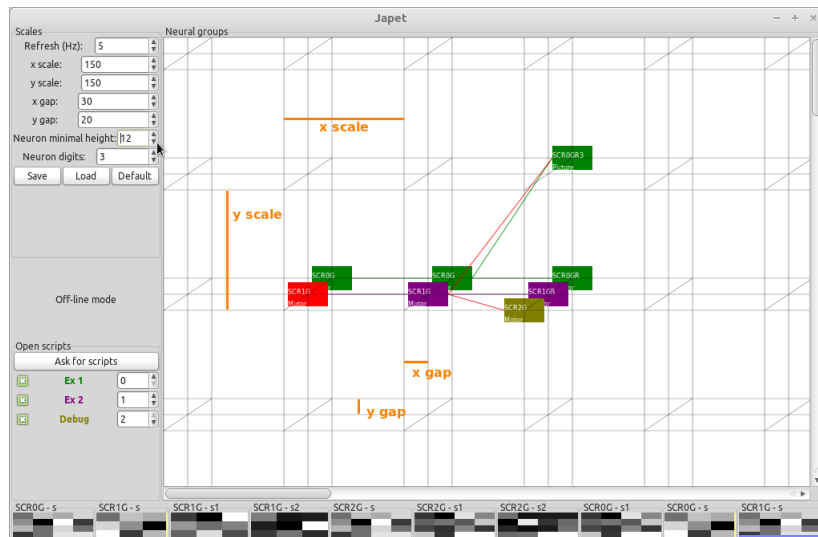 Japet
Scales
Neural groups
Refresh (Hz): 5
x scale: 150
y scale: 150
x gap: 30
y gap: 20
Neuron minimal height: 12
Neuron digits: 3
Save Load Default
x scale
SCR0GR3
Picture
y scale
SCR0G SCR0G SCR0GR
SCR1G SCR1G SCR1GR
Motor Motor
SCR2G
Motor
Off-line mode
Open scripts
Ask for scripts
x gap
Ex 1 0
Ex 2 1
y gap
Debug 2
SCR0G - s SCR1G - s SCR1G - s1 SCR1G - s2 SCR2G - s SCR2G - s1 SCR2G - s2 SCR0G - s1 SCR0G - s SCR1G - s